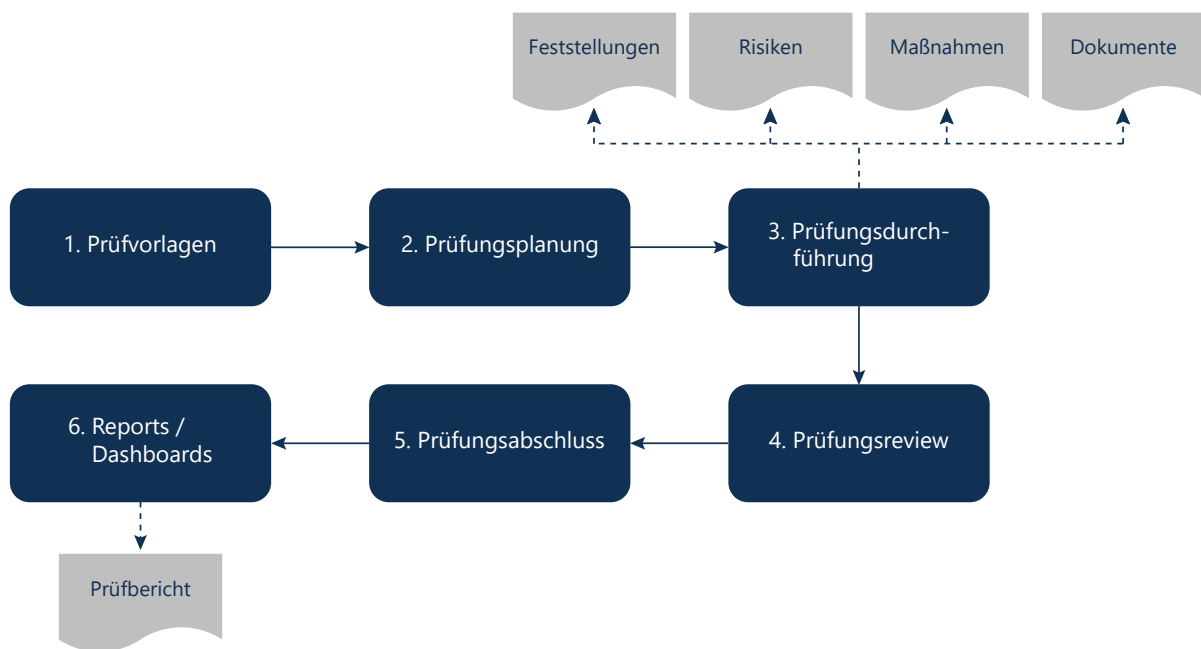 Feststellungen
Risiken
Maßnahmen
Dokumente
1. Prüfvorlagen
2. Prüfungsplanung
3. Prüfungsdurch-
führung
6. Reports /
Dashboards
5. Prüfungsabschluss
4. Prüfungsreview
Prüfbericht